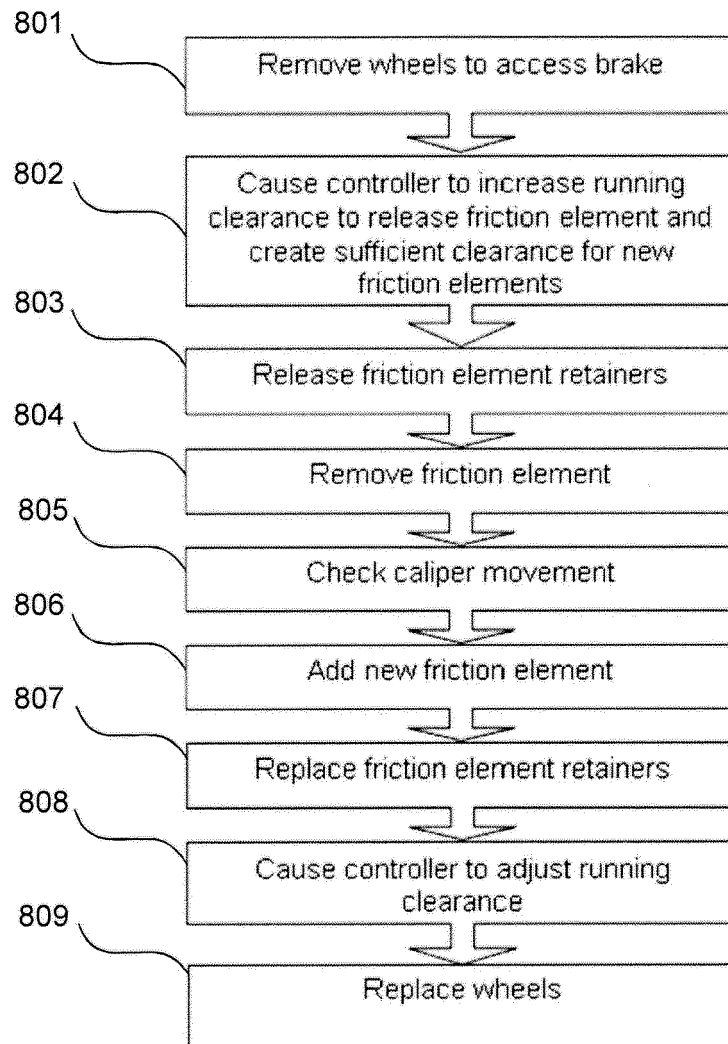 801
Remove wheels to access brake
802
Cause controller to increase running
clearance to release friction element and
create sufficient clearance for new
friction elements
803
Release friction element retainers
804
Remove friction element
805
Check caliper movement
806
Add new friction element
807
Replace friction element retainers
808
Cause controller to adjust running
clearance
809
Replace wheels